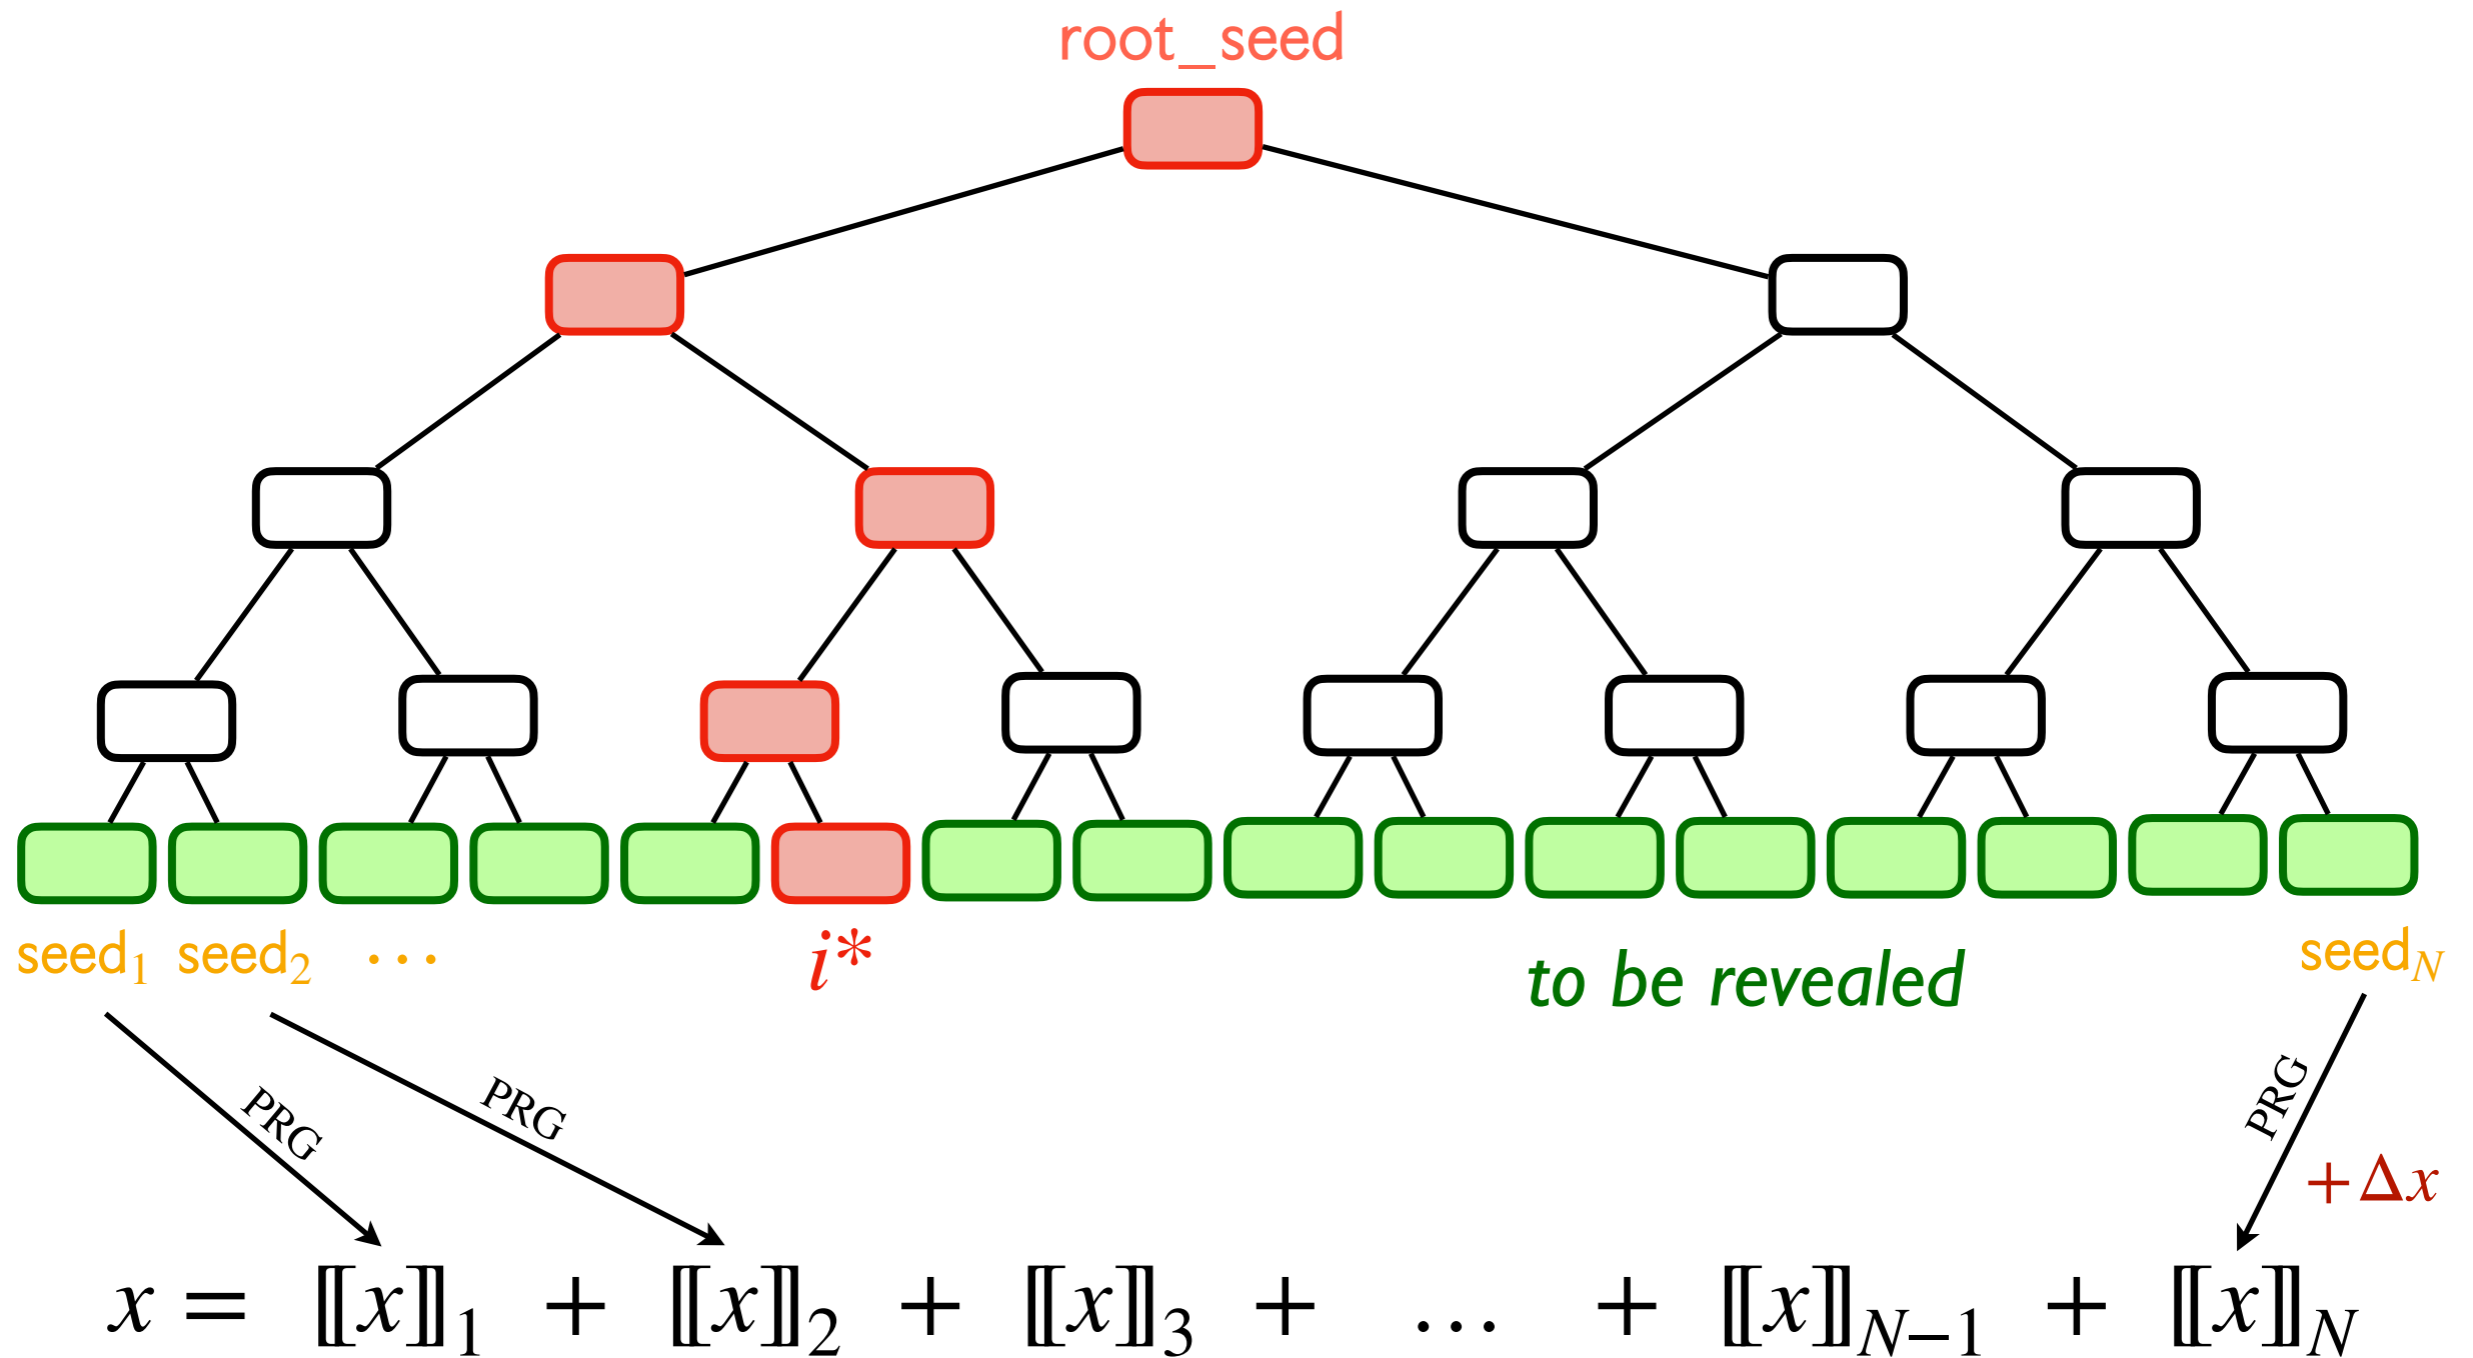 root_seed
seed₁ seed₂ ... i* to be revealed seed_N
PRG PRG PRG
+ Δx
x = ⟦x⟧₁ + ⟦x⟧₂ + ⟦x⟧₃ + ... + ⟦x⟧_{N−1} + ⟦x⟧_N